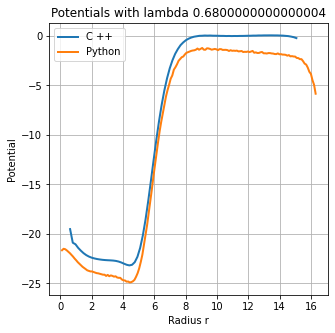 Potentials with lambda 0.6800000000000004
C ++
Python
0
−5
−10
−15
−20
−25
Potential
0 2 4 6 8 10 12 14 16
Radius r